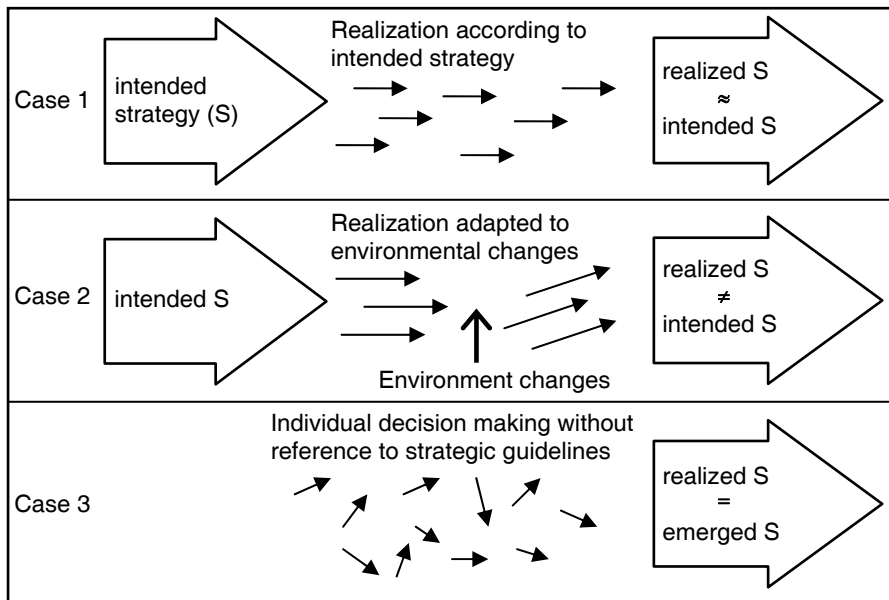 Case 1
intended
strategy (S)
Realization according to
intended strategy
realized S
≈
intended S
Case 2
intended S
Realization adapted to
environmental changes
Environment changes
realized S
≠
intended S
Case 3
Individual decision making without
reference to strategic guidelines
realized S
=
emerged S